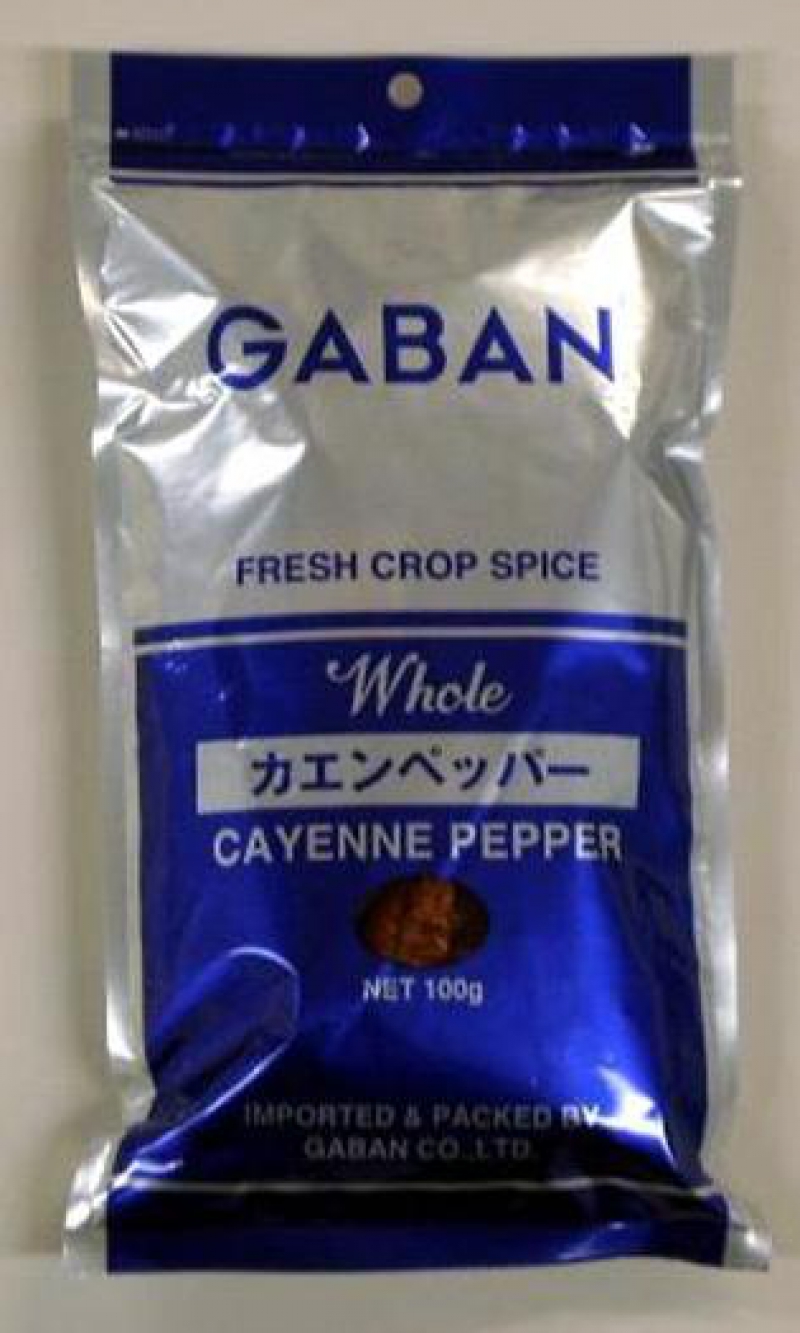 GABAN
FRESH CROP SPICE
Whole
カエンペッパー
CAYENNE PEPPER
NET 100g
IMPORTED & PACKED BY
GABAN CO.,LTD.